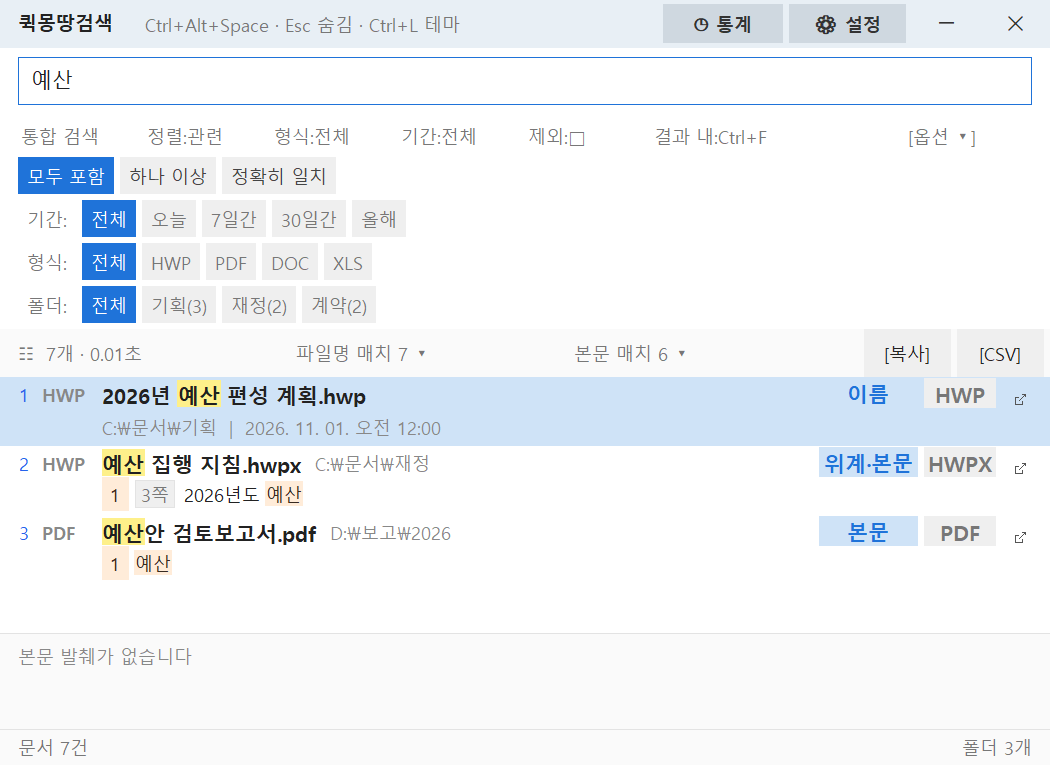 퀵몽땅검색 Ctrl+Alt+Space · Esc 숨김 · Ctrl+L 테마 통계 설정
예산
통합 검색 정렬:관련 형식:전체 기간:전체 제외:□ 결과 내:Ctrl+F [옵션 ▾]
모두 포함 하나 이상 정확히 일치
기간: 전체 오늘 7일간 30일간 올해
형식: 전체 HWP PDF DOC XLS
폴더: 전체 기획(3) 재정(2) 계약(2)
7개 · 0.01초 파일명 매치 7 ▾ 본문 매치 6 ▾ [복사] [CSV]
1 HWP 2026년 예산 편성 계획.hwp 이름 HWP
C:₩문서₩기획 | 2026. 11. 01. 오전 12:00
2 HWP 예산 집행 지침.hwpx C:₩문서₩재정 위계·본문 HWPX
1 3쪽 2026년도 예산
3 PDF 예산안 검토보고서.pdf D:₩보고₩2026 본문 PDF
1 예산
본문 발췌가 없습니다
문서 7건 폴더 3개